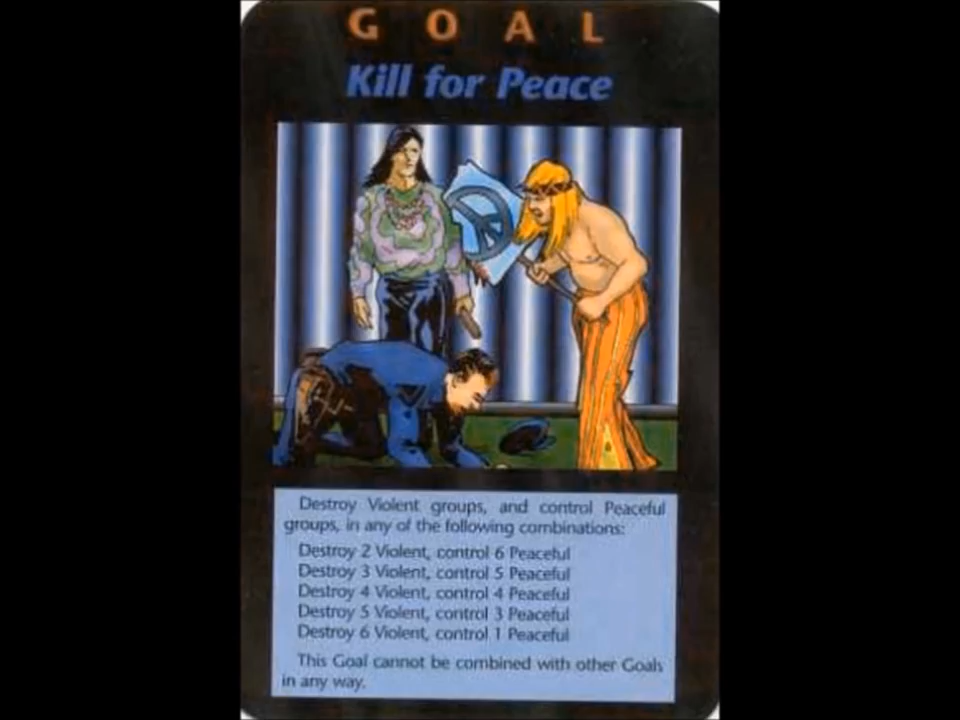 GOAL
Kill for Peace
Destroy Violent groups, and control Peaceful
groups, in any of the following combinations:
Destroy 2 Violent, control 6 Peaceful
Destroy 3 Violent, control 5 Peaceful
Destroy 4 Violent, control 4 Peaceful
Destroy 5 Violent, control 3 Peaceful
Destroy 6 Violent, control 1 Peaceful
This Goal cannot be combined with other Goals
in any way.